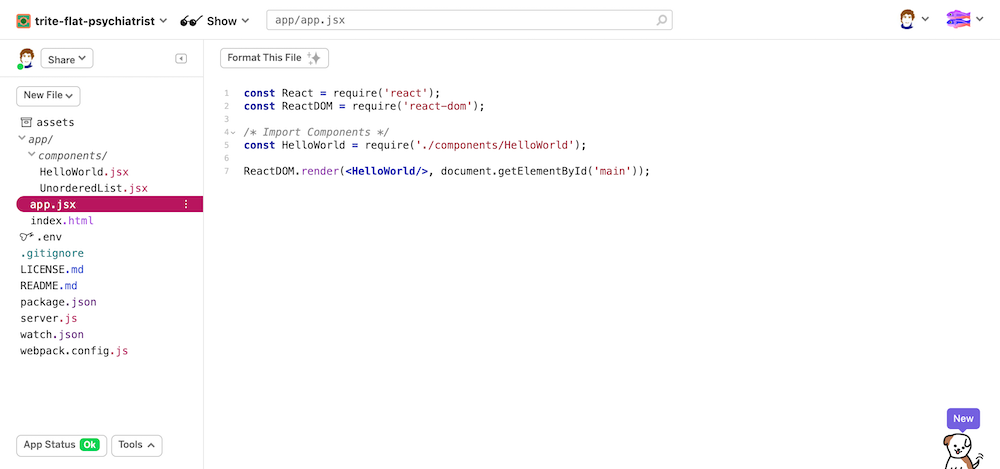 trite-flat-psychiatrist Show app/app.jsx
Share
Format This File
New File
assets
app/
components/
HelloWorld.jsx
UnorderedList.jsx
app.jsx
index.html
.env
.gitignore
LICENSE.md
README.md
package.json
server.js
watch.json
webpack.config.js
1 const React = require('react');
2 const ReactDOM = require('react-dom');
3
4 /* Import Components */
5 const HelloWorld = require('./components/HelloWorld');
6
7 ReactDOM.render(<HelloWorld/>, document.getElementById('main'));
New
App Status Ok Tools